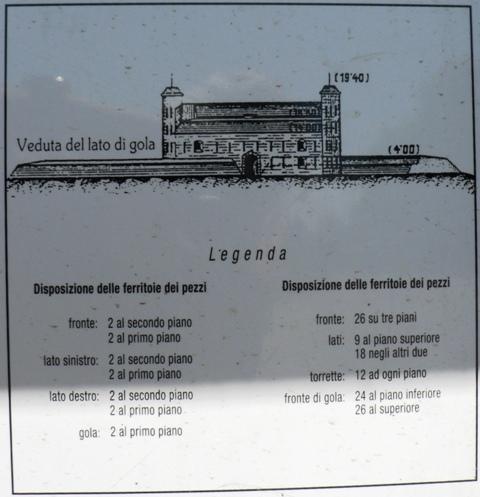 (19'40)
Veduta del lato di gola
(4'00)
Legenda
Disposizione delle ferritoie dei pezzi
fronte: 2 al secondo piano
2 al primo piano
lato sinistro: 2 al secondo piano
2 al primo piano
lato destro: 2 al secondo piano
2 al primo piano
gola: 2 al primo piano
Disposizione delle feritoie dei pezzi
fronte: 26 su tre piani
lati: 9 al piano superiore
18 negli altri due
torrette: 12 ad ogni piano
fronte di gola: 24 al piano inferiore
26 al superiore